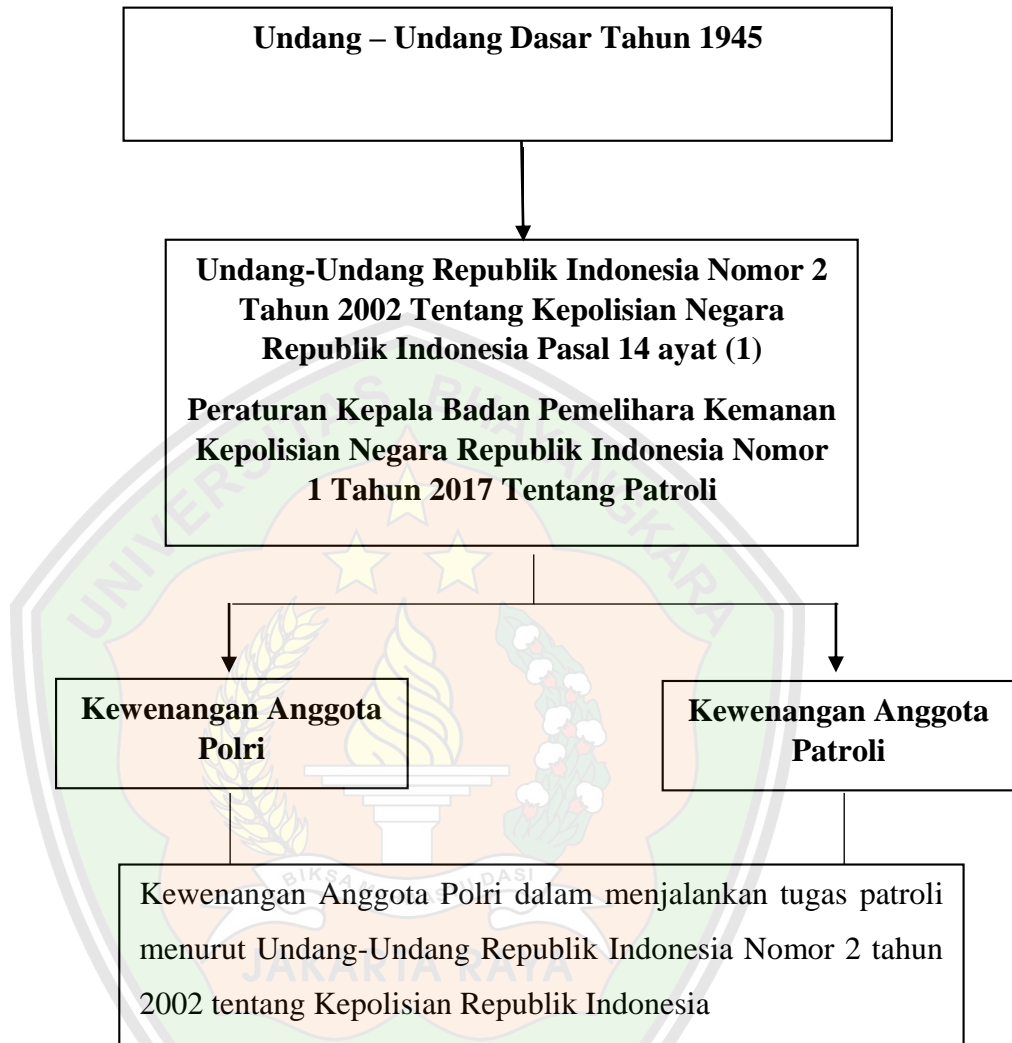 Undang – Undang Dasar Tahun 1945
Undang-Undang Republik Indonesia Nomor 2
Tahun 2002 Tentang Kepolisian Negara
Republik Indonesia Pasal 14 ayat (1)
Peraturan Kepala Badan Pemelihara Kemanan
Kepolisian Negara Republik Indonesia Nomor
1 Tahun 2017 Tentang Patroli
UNIVERSITAS BHAYANGKARA
Kewenangan Anggota
Polri
Kewenangan Anggota
Patroli
Kewenangan Anggota Polri dalam menjalankan tugas patroli
menurut Undang-Undang Republik Indonesia Nomor 2 tahun
2002 tentang Kepolisian Republik Indonesia
JAKARTA RAYA